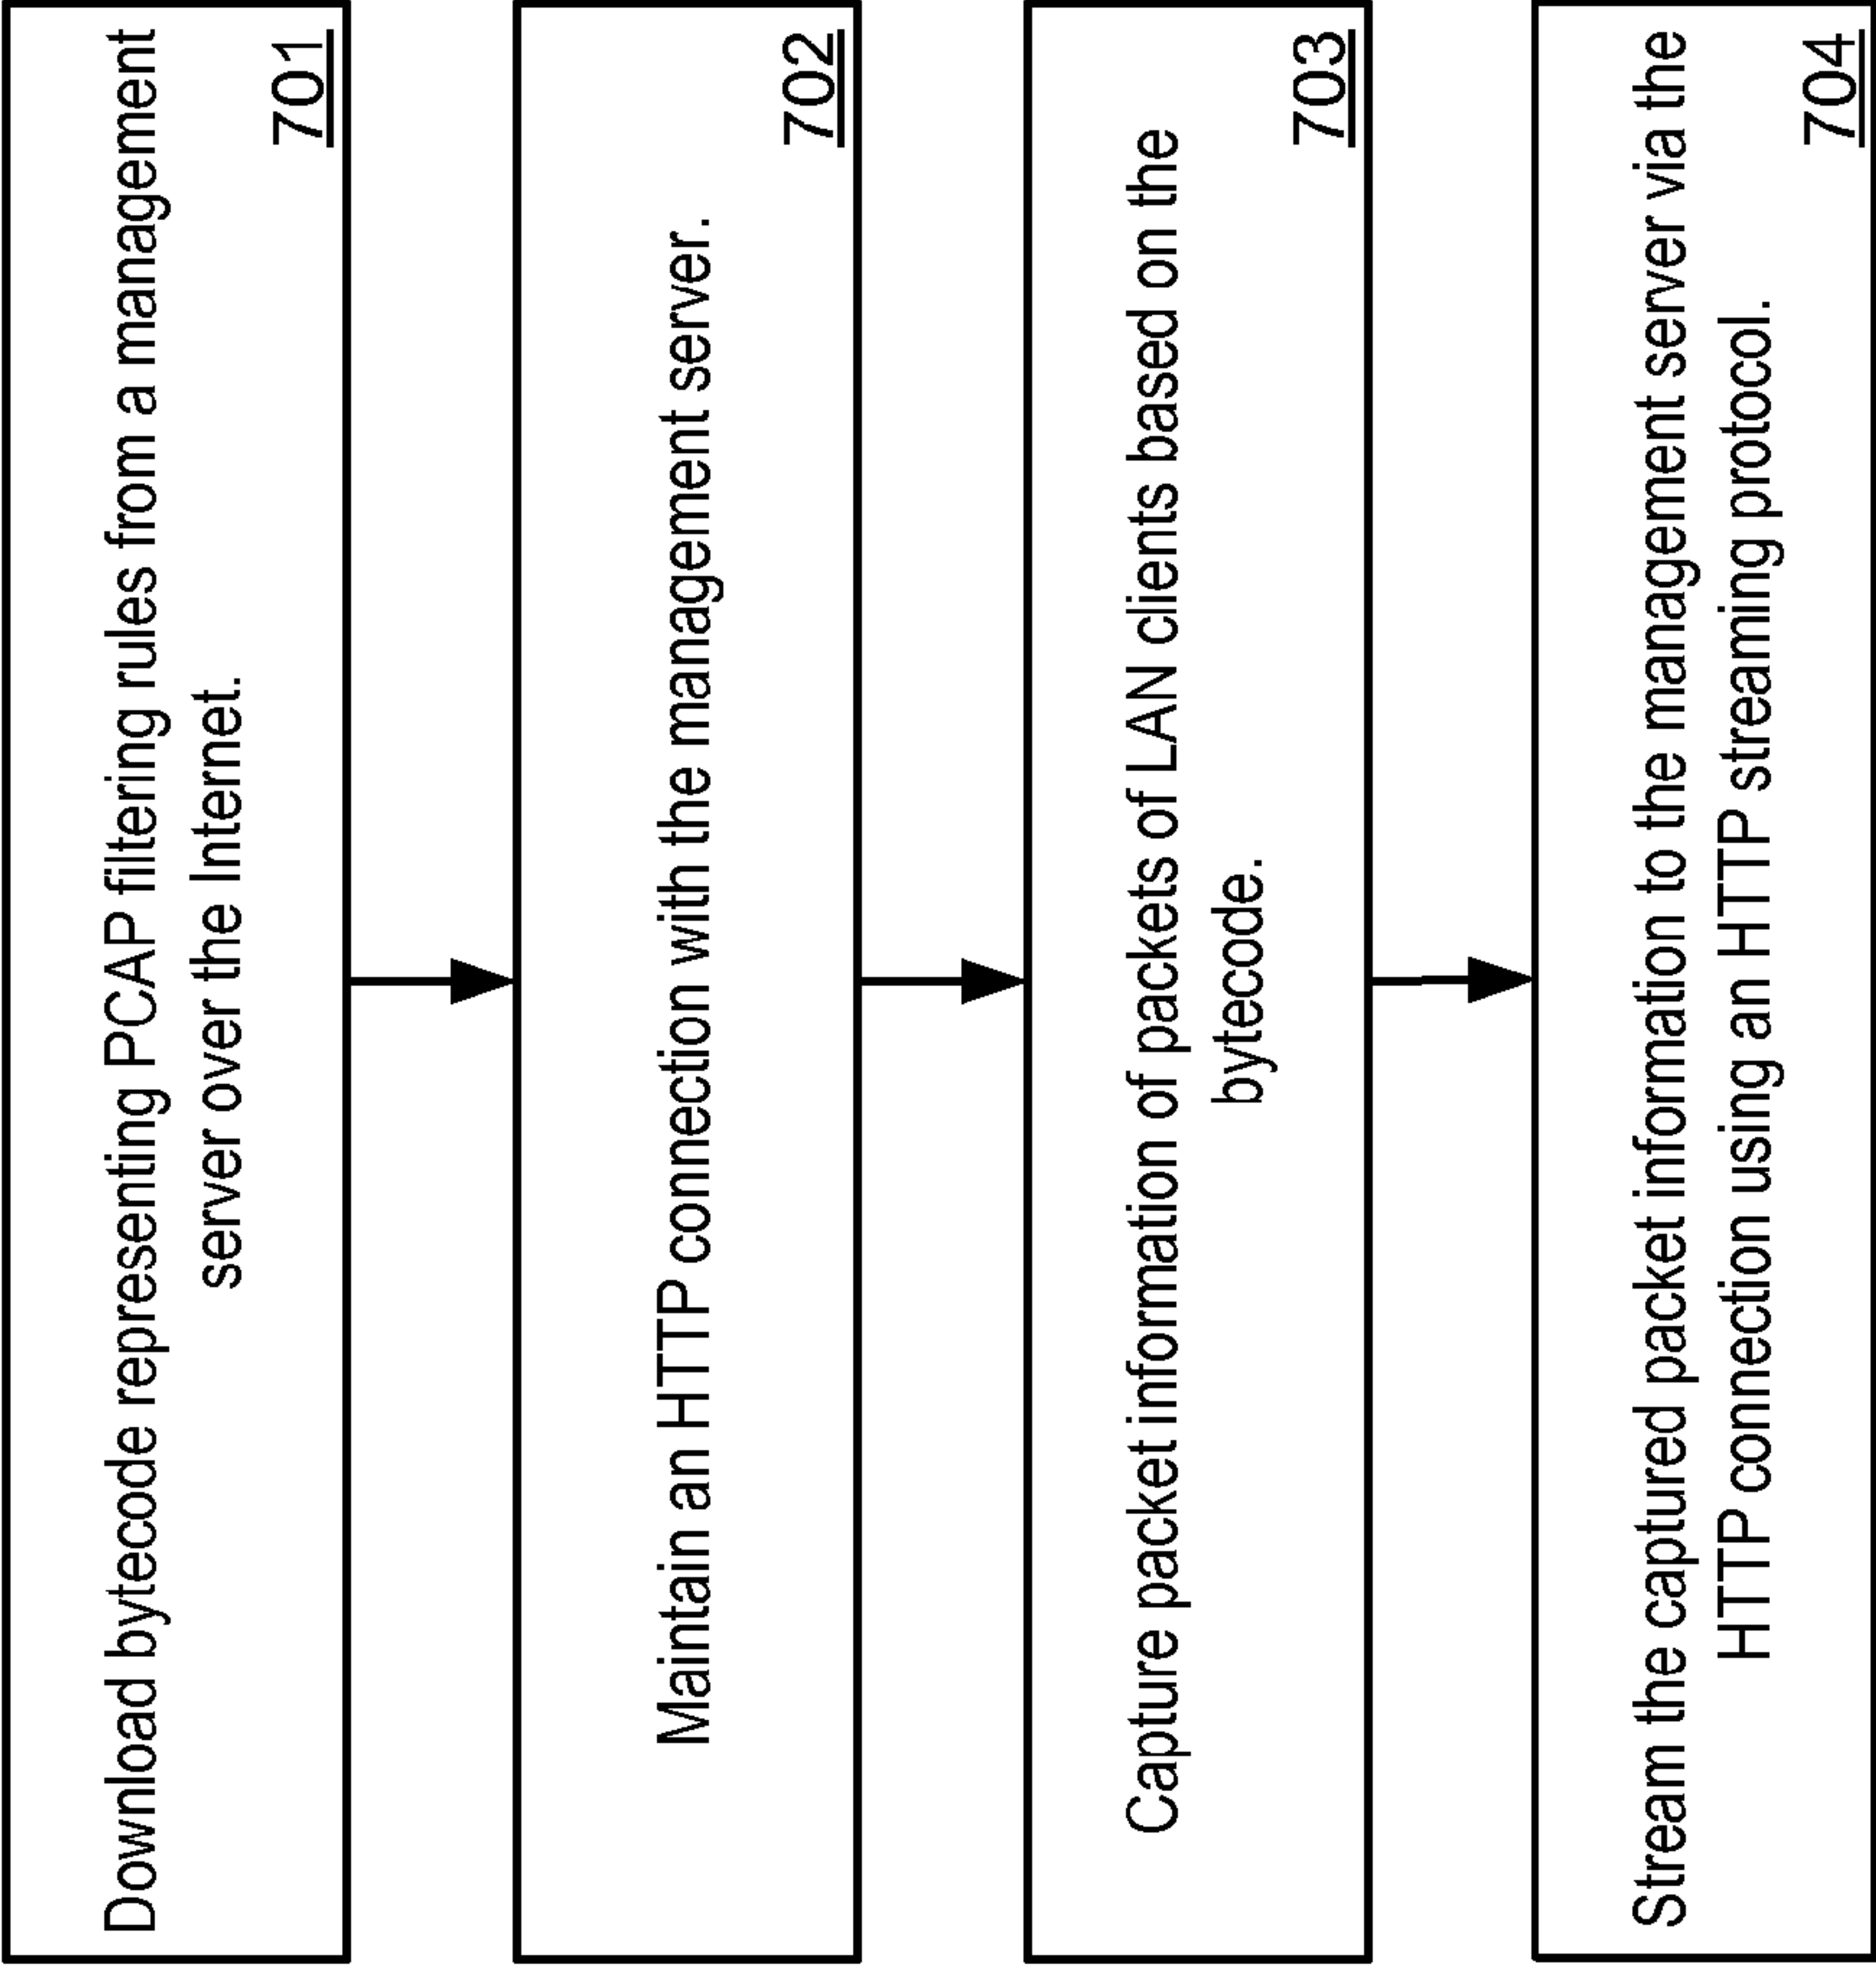 Download bytecode representing PCAP filtering rules from a management
server over the Internet.
701
Maintain an HTTP connection with the management server.
702
Capture packet information of packets of LAN clients based on the
bytecode.
703
Stream the captured packet information to the management server via the
HTTP connection using an HTTP streaming protocol.
704